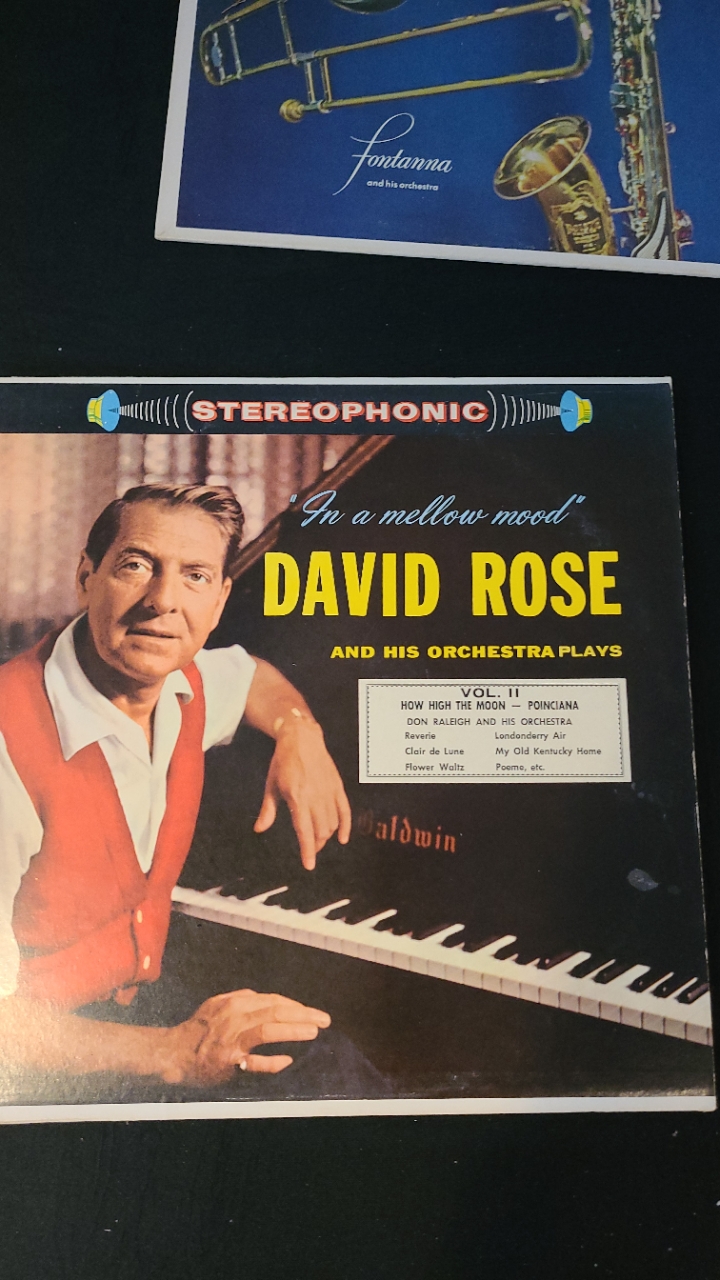 Fontanna
and his orchestra
STEREOPHONIC
"In a mellow mood"
DAVID ROSE
AND HIS ORCHESTRA PLAYS
VOL. II
HOW HIGH THE MOON — POINCIANA
DON RALEIGH AND HIS ORCHESTRA
Reverie Londonderry Air
Clair de Lune My Old Kentucky Home
Flower Waltz Poeme, etc.
Baldwin